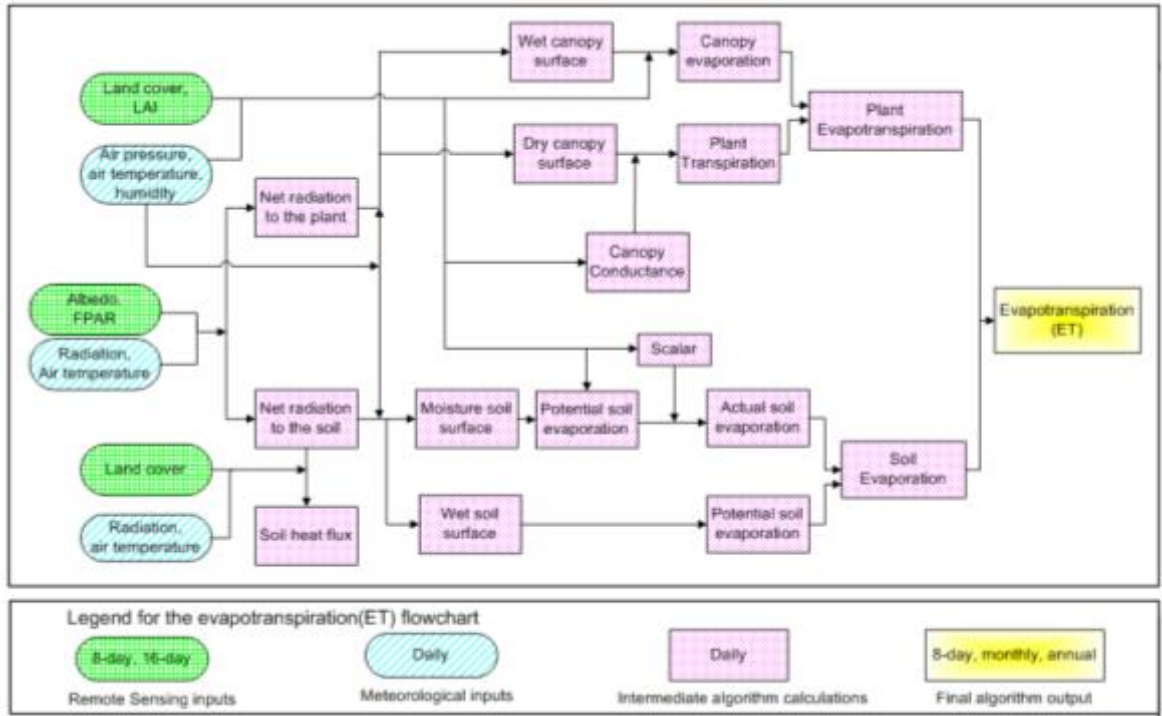 Wet canopy
surface
Canopy
evaporation
Land cover,
LAI
Plant
Evapotranspiration
Air pressure,
air temperature,
humidity
Dry canopy
surface
Plant
Transpiration
Net radiation
to the plant
Canopy
Conductance
Albedo,
FPAR
Evapotranspiration
(ET)
Radiation,
Air temperature
Scalar
Net radiation
to the soil
Moisture soil
surface
Potential soil
evaporation
Actual soil
evaporation
Land cover
Soil
Evaporation
Radiation,
air temperature
Soil heat flux
Wet soil
surface
Potential soil
evaporation
Legend for the evapotranspiration(ET) flowchart
8-day, 16-day
Daily
Daily
8-day, monthly, annual
Remote Sensing inputs
Meteorological inputs
Intermediate algorithm calculations
Final algorithm output